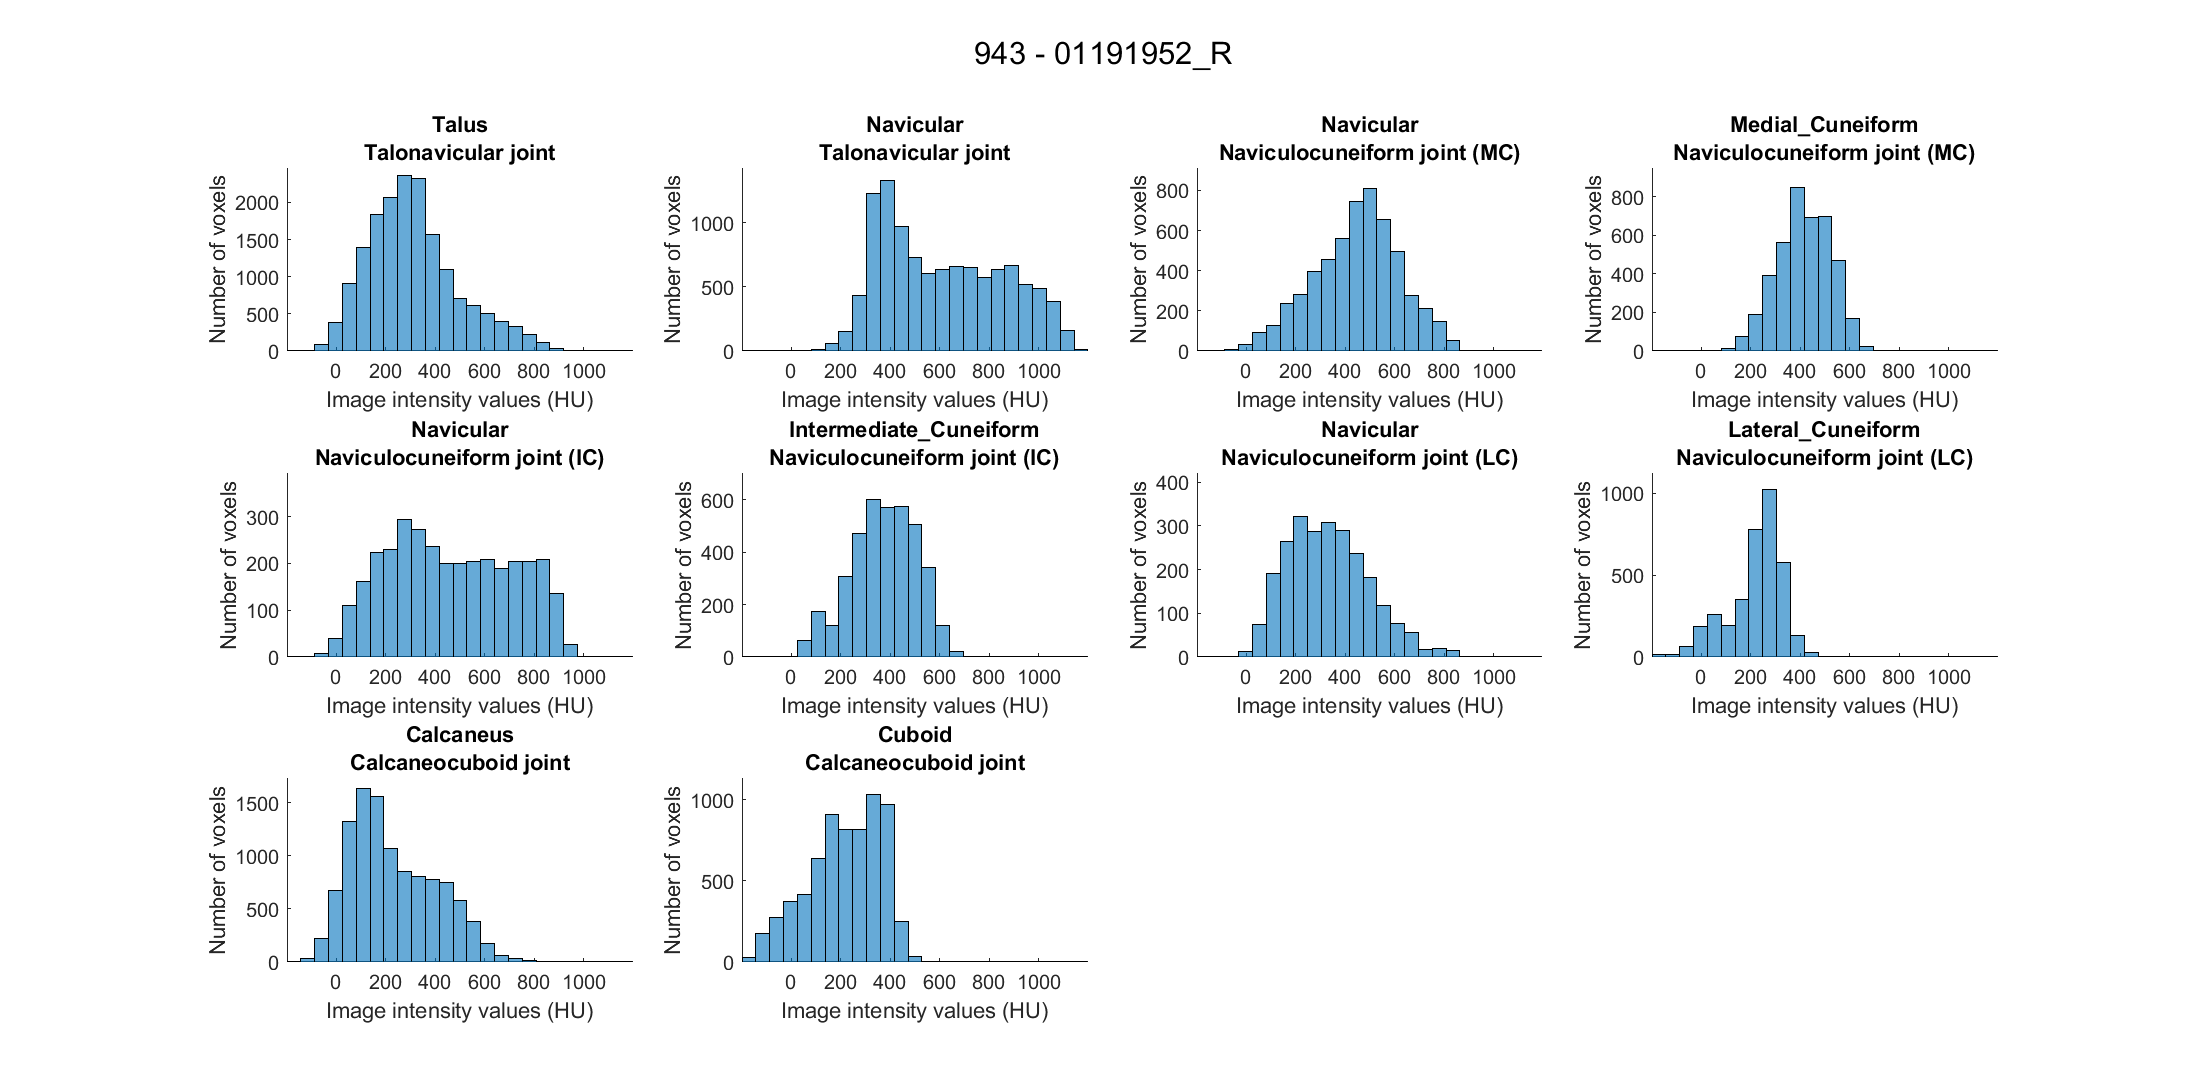 943 - 01191952_R
Talus
Talonavicular joint
Number of voxels
2000
1500
1000
500
0
0 200 400 600 800 1000
Image intensity values (HU)
Navicular
Talonavicular joint
Number of voxels
1000
500
0
0 200 400 600 800 1000
Image intensity values (HU)
Navicular
Naviculocuneiform joint (MC)
Number of voxels
800
600
400
200
0
0 200 400 600 800 1000
Image intensity values (HU)
Medial_Cuneiform
Naviculocuneiform joint (MC)
Number of voxels
800
600
400
200
0
0 200 400 600 800 1000
Image intensity values (HU)
Navicular
Naviculocuneiform joint (IC)
Number of voxels
300
200
100
0
0 200 400 600 800 1000
Image intensity values (HU)
Intermediate_Cuneiform
Naviculocuneiform joint (IC)
Number of voxels
600
400
200
0
0 200 400 600 800 1000
Image intensity values (HU)
Navicular
Naviculocuneiform joint (LC)
Number of voxels
400
300
200
100
0
0 200 400 600 800 1000
Image intensity values (HU)
Lateral_Cuneiform
Naviculocuneiform joint (LC)
Number of voxels
1000
500
0
0 200 400 600 800 1000
Image intensity values (HU)
Calcaneus
Calcaneocuboid joint
Number of voxels
1500
1000
500
0
0 200 400 600 800 1000
Image intensity values (HU)
Cuboid
Calcaneocuboid joint
Number of voxels
1000
500
0
0 200 400 600 800 1000
Image intensity values (HU)